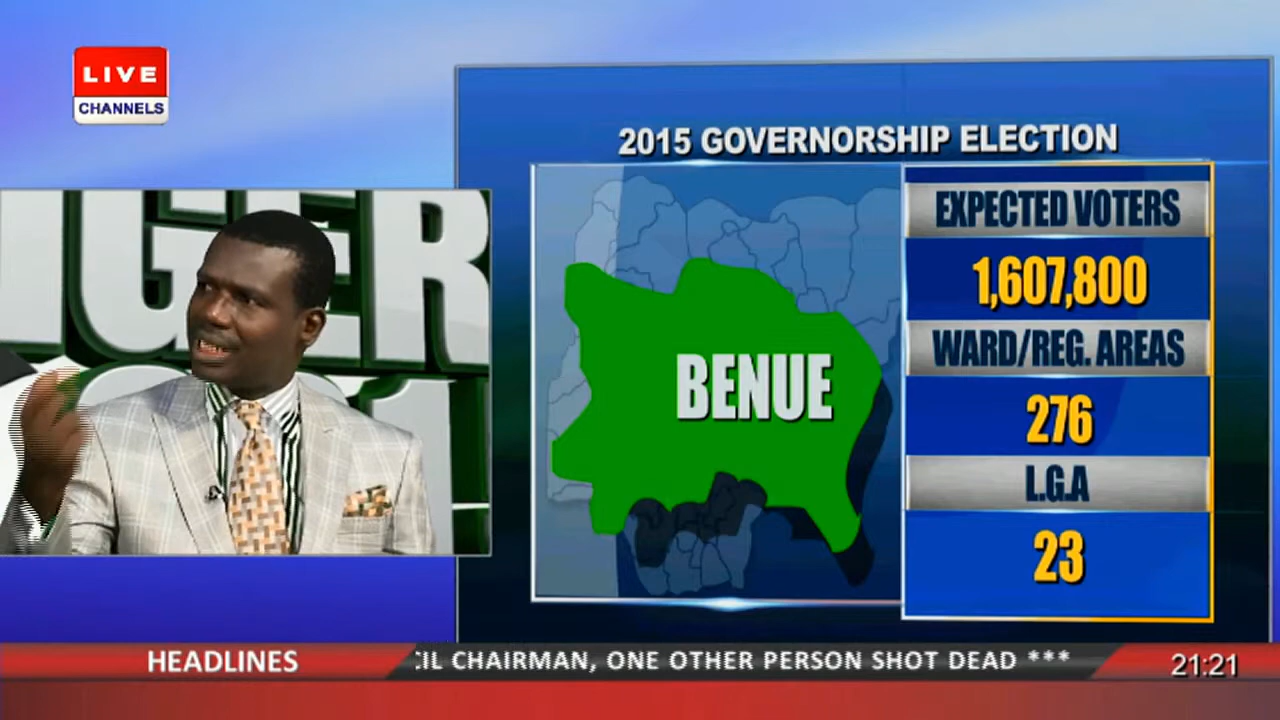 LIVE
CHANNELS
2015 GOVERNORSHIP ELECTION
EXPECTED VOTERS
1,607,800
WARD/REG. AREAS
276
L.G.A
23
BENUE
HEADLINES
IL CHAIRMAN, ONE OTHER PERSON SHOT DEAD ***
21:21